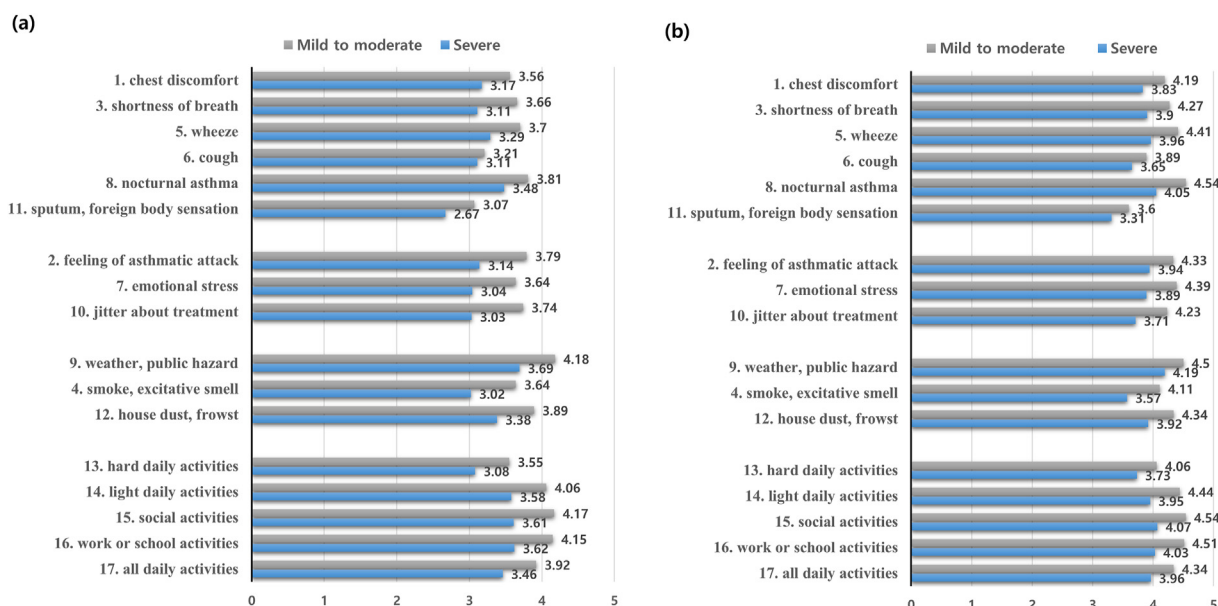 (a)
Mild to moderate Severe
1. chest discomfort 3.56
3.17
3. shortness of breath 3.66
3.11
5. wheeze 3.7
3.29
6. cough 3.21
3.11
8. nocturnal asthma 3.81
3.48
11. sputum, foreign body sensation 3.07
2.67
2. feeling of asthmatic attack 3.79
3.14
7. emotional stress 3.64
3.04
10. jitter about treatment 3.74
3.03
9. weather, public hazard 4.18
3.69
4. smoke, excitative smell 3.64
3.02
12. house dust, frowst 3.89
3.38
13. hard daily activities 3.55
3.08
14. light daily activities 4.06
3.58
15. social activities 4.17
3.61
16. work or school activities 4.15
3.62
17. all daily activities 3.92
3.46
0 1 2 3 4 5
(b)
Mild to moderate Severe
1. chest discomfort 4.19
3.83
3. shortness of breath 4.27
3.9
5. wheeze 4.41
3.96
6. cough 3.89
3.65
8. nocturnal asthma 4.54
4.05
11. sputum, foreign body sensation 3.6
3.31
2. feeling of asthmatic attack 4.33
3.94
7. emotional stress 4.39
3.89
10. jitter about treatment 4.23
3.71
9. weather, public hazard 4.5
4.19
4. smoke, excitative smell 4.11
3.57
12. house dust, frowst 4.34
3.92
13. hard daily activities 4.06
3.73
14. light daily activities 4.44
3.95
15. social activities 4.54
4.07
16. work or school activities 4.51
4.03
17. all daily activities 4.34
3.96
0 1 2 3 4 5